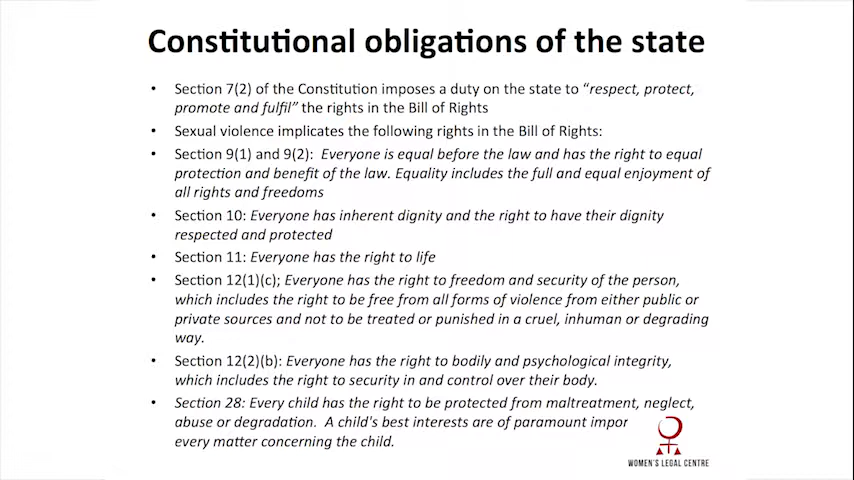 Constitutional obligations of the state
• Section 7(2) of the Constitution imposes a duty on the state to “respect, protect,
promote and fulfil” the rights in the Bill of Rights
• Sexual violence implicates the following rights in the Bill of Rights:
• Section 9(1) and 9(2): Everyone is equal before the law and has the right to equal
protection and benefit of the law. Equality includes the full and equal enjoyment of
all rights and freedoms
• Section 10: Everyone has inherent dignity and the right to have their dignity
respected and protected
• Section 11: Everyone has the right to life
• Section 12(1)(c); Everyone has the right to freedom and security of the person,
which includes the right to be free from all forms of violence from either public or
private sources and not to be treated or punished in a cruel, inhuman or degrading
way.
• Section 12(2)(b): Everyone has the right to bodily and psychological integrity,
which includes the right to security in and control over their body.
• Section 28: Every child has the right to be protected from maltreatment, neglect,
abuse or degradation. A child's best interests are of paramount impor
every matter concerning the child.
WOMEN'S LEGAL CENTRE